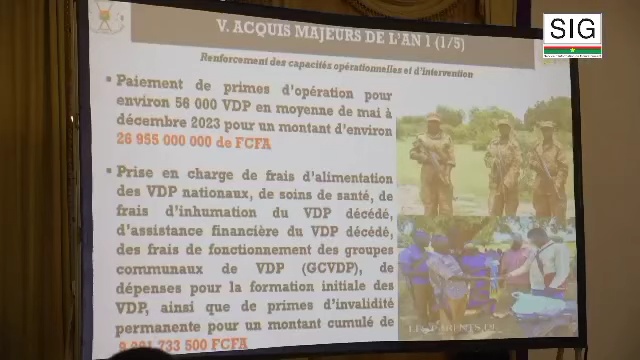 SIG
V. ACQUIS MAJEURS DE L'AN 1 (1/5)
Renforcement des capacités opérationnelles et d'intervention
▪ Paiement de primes d'opération pour
environ 56 000 VDP en moyenne de mai à
décembre 2023 pour un montant d'environ
26 955 000 000 de FCFA
▪ Prise en charge de frais d'alimentation
des VDP nationaux, de soins de santé, de
frais d'inhumation du VDP décédé,
d'assistance financière du VDP décédé,
des frais de fonctionnement des groupes
communaux de VDP (GCVDP), de
dépenses pour la formation initiale des
VDP, ainsi que de primes d'invalidité
permanente pour un montant cumulé de
733 500 FCFA